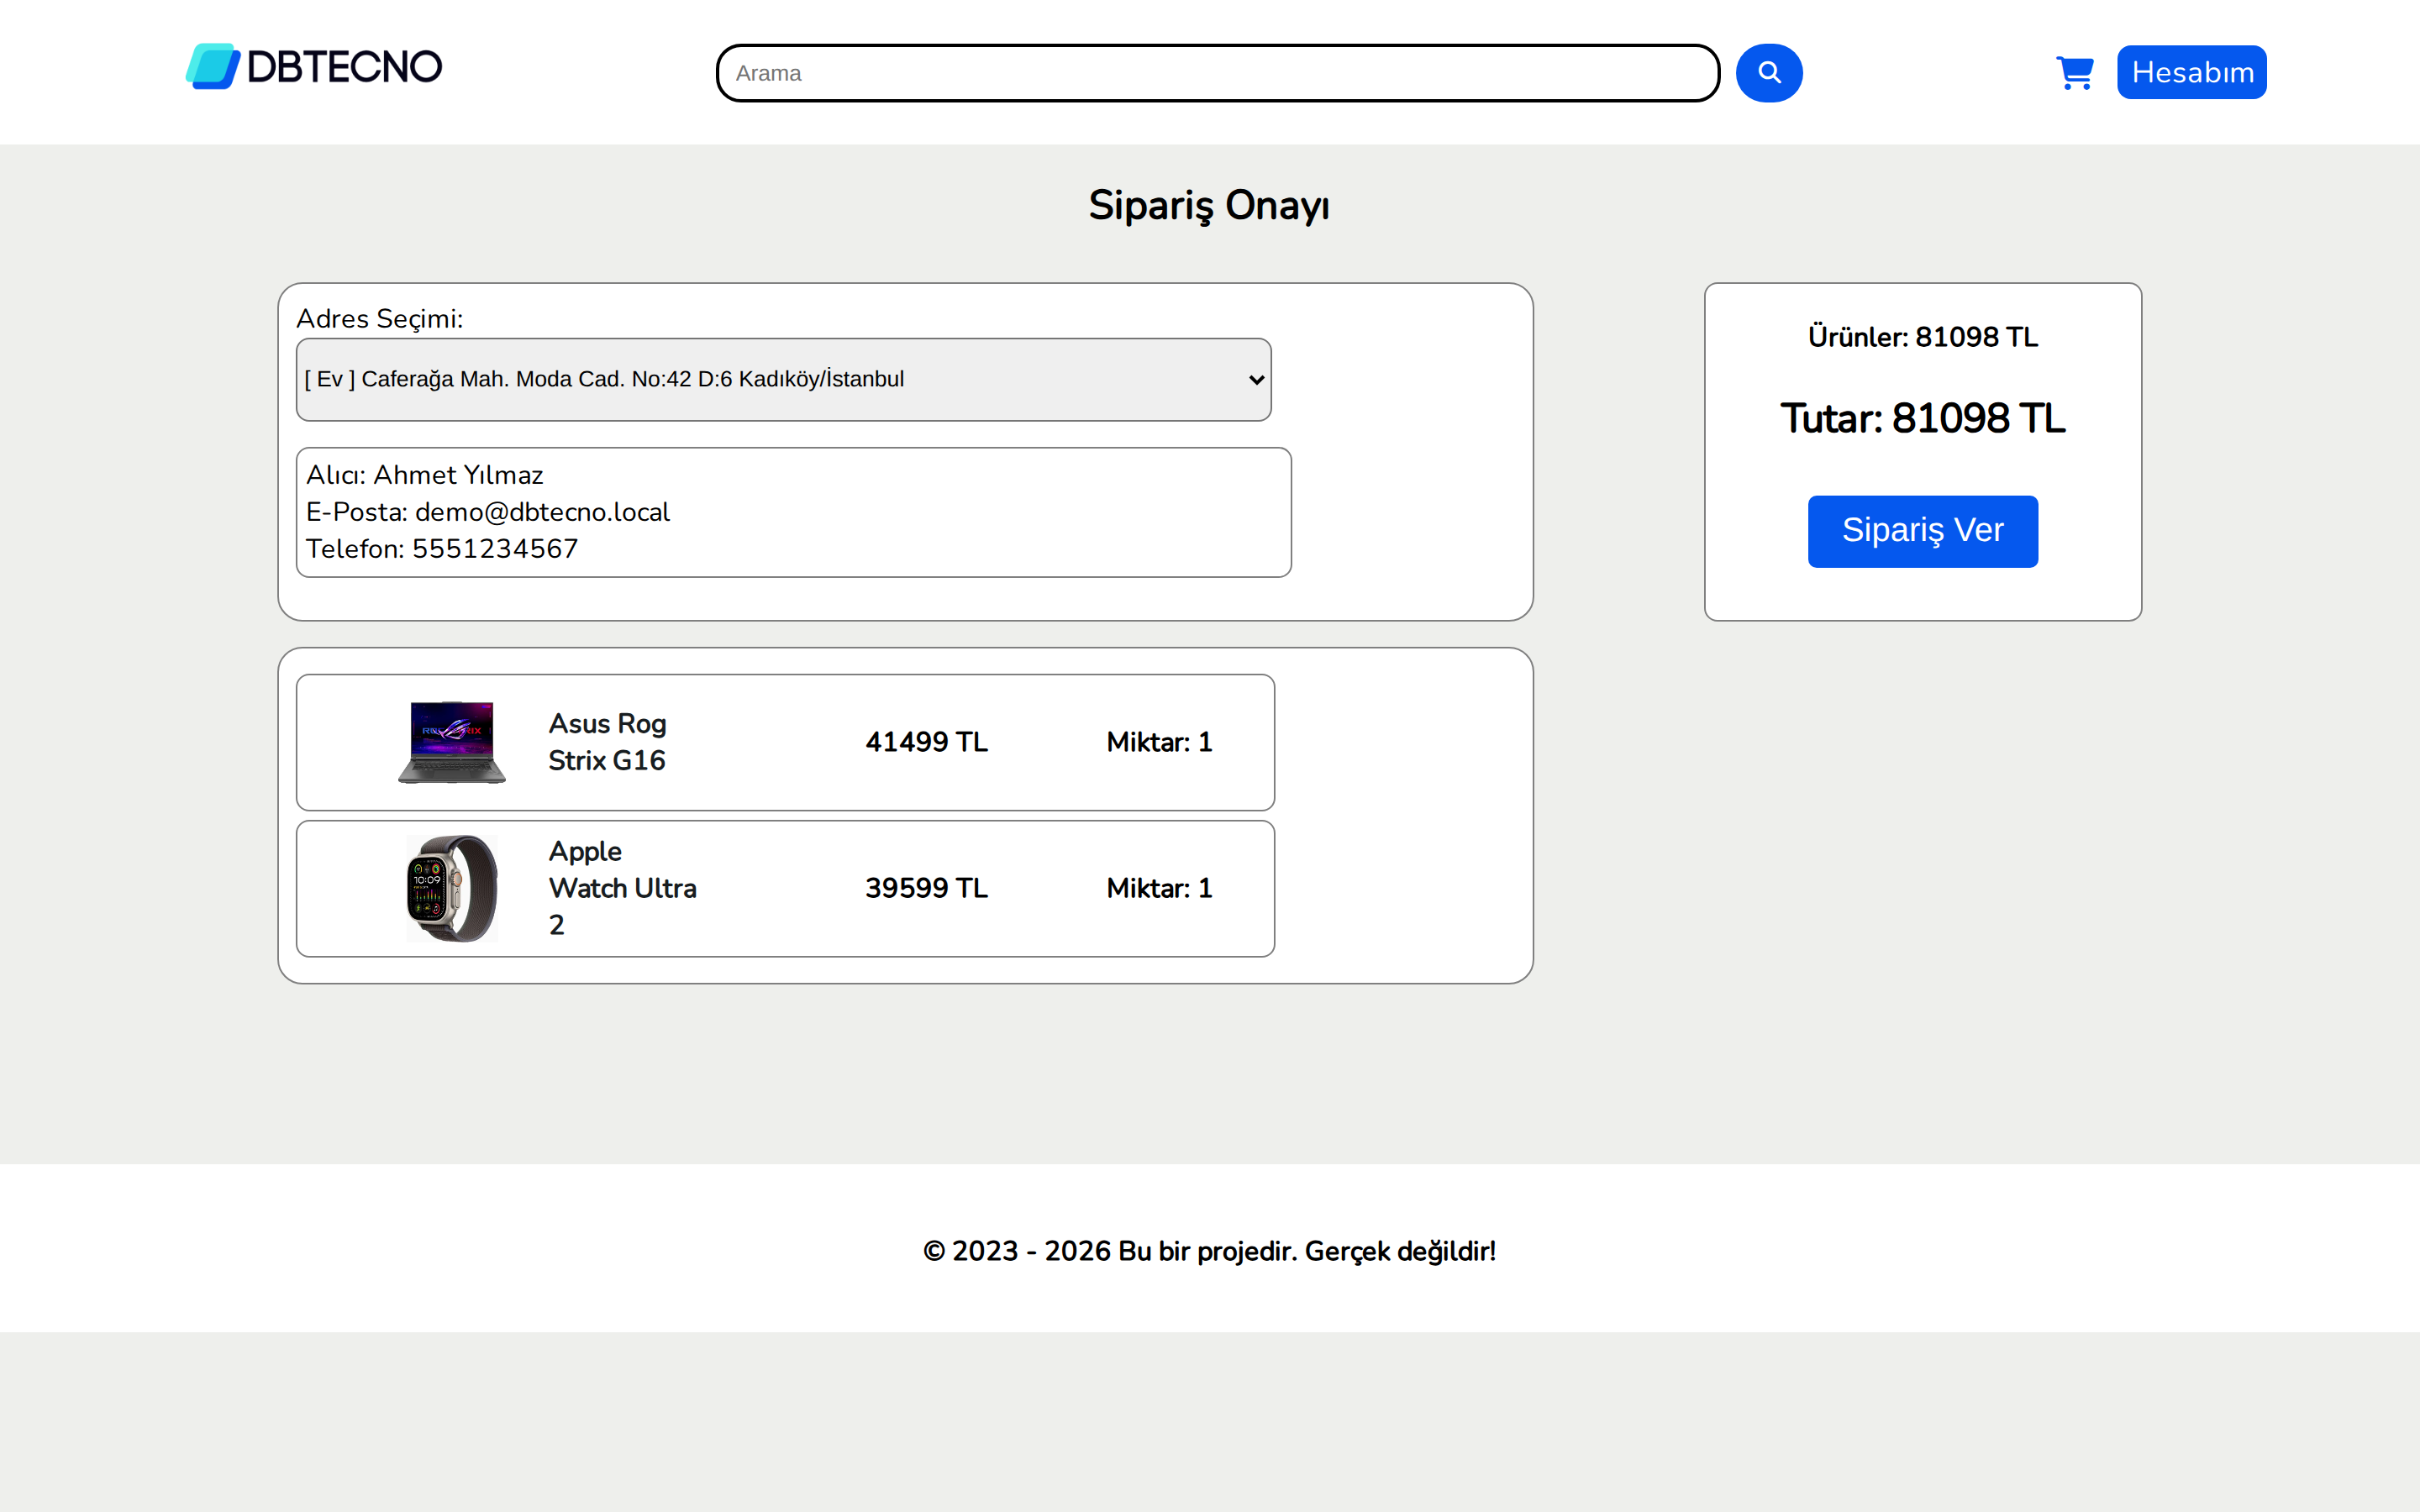 DBTECNO
Arama
Hesabım
Sipariş Onayı
Adres Seçimi:
[ Ev ] Caferağa Mah. Moda Cad. No:42 D:6 Kadıköy/İstanbul
Alıcı: Ahmet Yılmaz
E-Posta: demo@dbtecno.local
Telefon: 5551234567
Ürünler: 81098 TL
Tutar: 81098 TL
Sipariş Ver
Asus Rog
Strix G16
41499 TL
Miktar: 1
10:09
Apple
Watch Ultra
2
39599 TL
Miktar: 1
© 2023 - 2026 Bu bir projedir. Gerçek değildir!